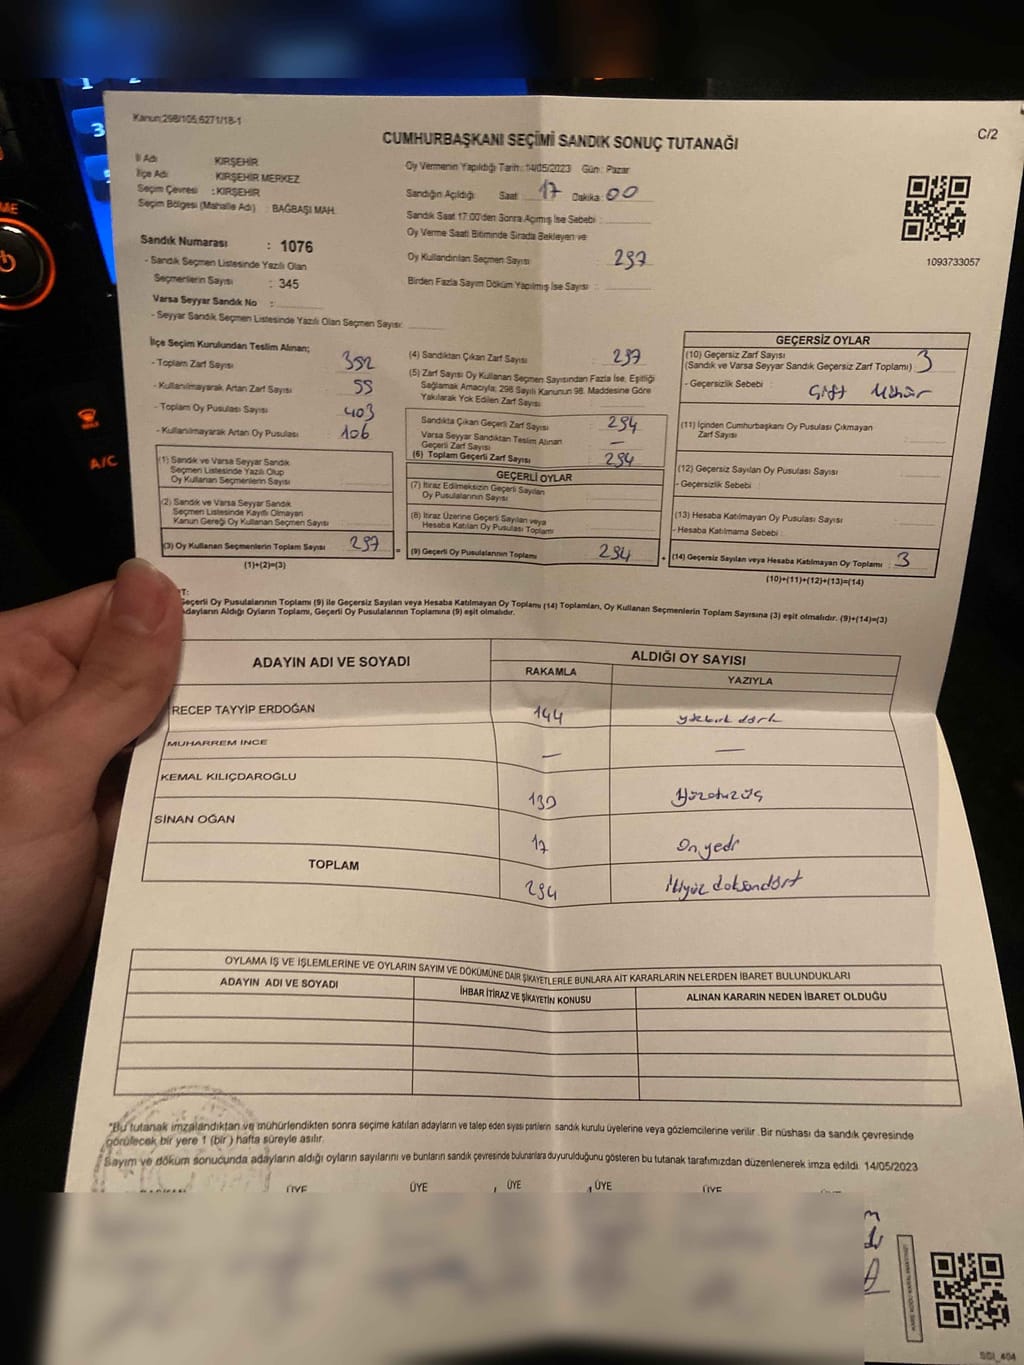 Kanun;298/105;6271/18-1
C/2
CUMHURBAŞKANI SEÇİMİ SANDIK SONUÇ TUTANAĞI
İl Adı KIRŞEHİR
İlçe Adı KIRŞEHİR MERKEZ
Seçim Çevresi : KIRŞEHİR
Seçim Bölgesi (Mahalle Adı) : BAĞBAŞI MAH.
Sandık Numarası : 1076
- Sandık Seçmen Listesinde Yazılı Olan
Seçmenlerin Sayısı : 345
Varsa Seyyar Sandık No :
- Seyyar Sandık Seçmen Listesinde Yazılı Olan Seçmen Sayısı:
Oy Vermenin Yapıldığı Tarih: 14/05/2023 Gün: Pazar
Sandığın Açıldığı Saat: 17 Dakika: 00
Sandık Saat 17:00'den Sonra Açımış İse Sebebi :
Oy Verme Saati Bitiminde Sırada Bekleyen ve
Oy Kullandırılan Seçmen Sayısı : 297
Birden Fazla Sayım Döküm Yapılmış İse Sayısı :
1093733057
İlçe Seçim Kurulundan Teslim Alınan;
- Toplam Zarf Sayısı : 352
- Kullanılmayarak Artan Zarf Sayısı : 55
- Toplam Oy Pusulası Sayısı : 403
- Kullanılmayarak Artan Oy Pusulası : 106
(1) Sandık ve Varsa Seyyar Sandık
Seçmen Listesinde Yazılı Olup
Oy Kullanan Seçmenlerin Sayısı :
(2) Sandık ve Varsa Seyyar Sandık
Seçmen Listesinde Kayıtlı Olmayan
Kanun Gereği Oy Kullanan Seçmen Sayısı :
(3) Oy Kullanan Seçmenlerin Toplam Sayısı : 297
(1)+(2)=(3)
(4) Sandıktan Çıkan Zarf Sayısı : 297
(5) Zarf Sayısı Oy Kullanan Seçmen Sayısından Fazla İse, Eşitliği
Sağlamak Amacıyla; 298 Sayılı Kanunun 98. Maddesine Göre
Yakılarak Yok Edilen Zarf Sayısı :
Sandıkta Çıkan Geçerli Zarf Sayısı : 294
Varsa Seyyar Sandıktan Teslim Alınan
Geçerli Zarf Sayısı : —
(6) Toplam Geçerli Zarf Sayısı : 294
GEÇERLİ OYLAR
(7) İtiraz Edilmeksizin Geçerli Sayılan
Oy Pusulalarının Sayısı :
(8) İtiraz Üzerine Geçerli Sayılan veya
Hesaba Katılan Oy Pusulası Toplamı :
= (9) Geçerli Oy Pusulalarının Toplamı : 294
GEÇERSİZ OYLAR
(10) Geçersiz Zarf Sayısı
(Sandık ve Varsa Seyyar Sandık Geçersiz Zarf Toplamı) : 3
- Geçersizlik Sebebi : Çift Mühür
(11) İçinden Cumhurbaşkanı Oy Pusulası Çıkmayan
Zarf Sayısı :
(12) Geçersiz Sayılan Oy Pusulası Sayısı :
- Geçersizlik Sebebi :
(13) Hesaba Katılmayan Oy Pusulası Sayısı :
- Hesaba Katılmama Sebebi :
+ (14) Geçersiz Sayılan veya Hesaba Katılmayan Oy Toplamı : 3
(10)+(11)+(12)+(13)=(14)
T:
Geçerli Oy Pusulalarının Toplamı (9) ile Geçersiz Sayılan veya Hesaba Katılmayan Oy Toplamı (14) Toplamları, Oy Kullanan Seçmenlerin Toplam Sayısına (3) eşit olmalıdır. (9)+(14)=(3)
Adayların Aldığı Oyların Toplamı, Geçerli Oy Pusulalarının Toplamına (9) eşit olmalıdır.
ADAYIN ADI VE SOYADI ALDIĞI OY SAYISI
RAKAMLA YAZIYLA
RECEP TAYYİP ERDOĞAN 144
MUHARREM İNCE — —
KEMAL KILIÇDAROĞLU 133 Yüzotuzüç
SİNAN OĞAN 17 On yedi
TOPLAM 294 İkiyüz doksandört
OYLAMA İŞ VE İŞLEMLERİNE VE OYLARIN SAYIM VE DÖKÜMÜNE DAİR ŞİKAYETLERLE BUNLARA AİT KARARLARIN NELERDEN İBARET BULUNDUKLARI
ADAYIN ADI VE SOYADI İHBAR İTİRAZ VE ŞİKAYETİN KONUSU ALINAN KARARIN NEDEN İBARET OLDUĞU
"Bu tutanak imzalandıktan ve mühürlendikten sonra seçime katılan adayların ve talep eden siyasi partilerin sandık kurulu üyelerine veya gözlemcilerine verilir. Bir nüshası da sandık çevresinde
görülecek bir yere 1 (bir) hafta süreyle asılır.
Sayım ve döküm sonucunda adayların aldığı oyların sayılarını ve bunların sandık çevresinde bulunanlara duyurulduğunu gösteren bu tutanak tarafımızdan düzenlenerek imza edildi. 14/05/2023
ÜYE ÜYE ÜYE ÜYE ÜYE
A/C
3